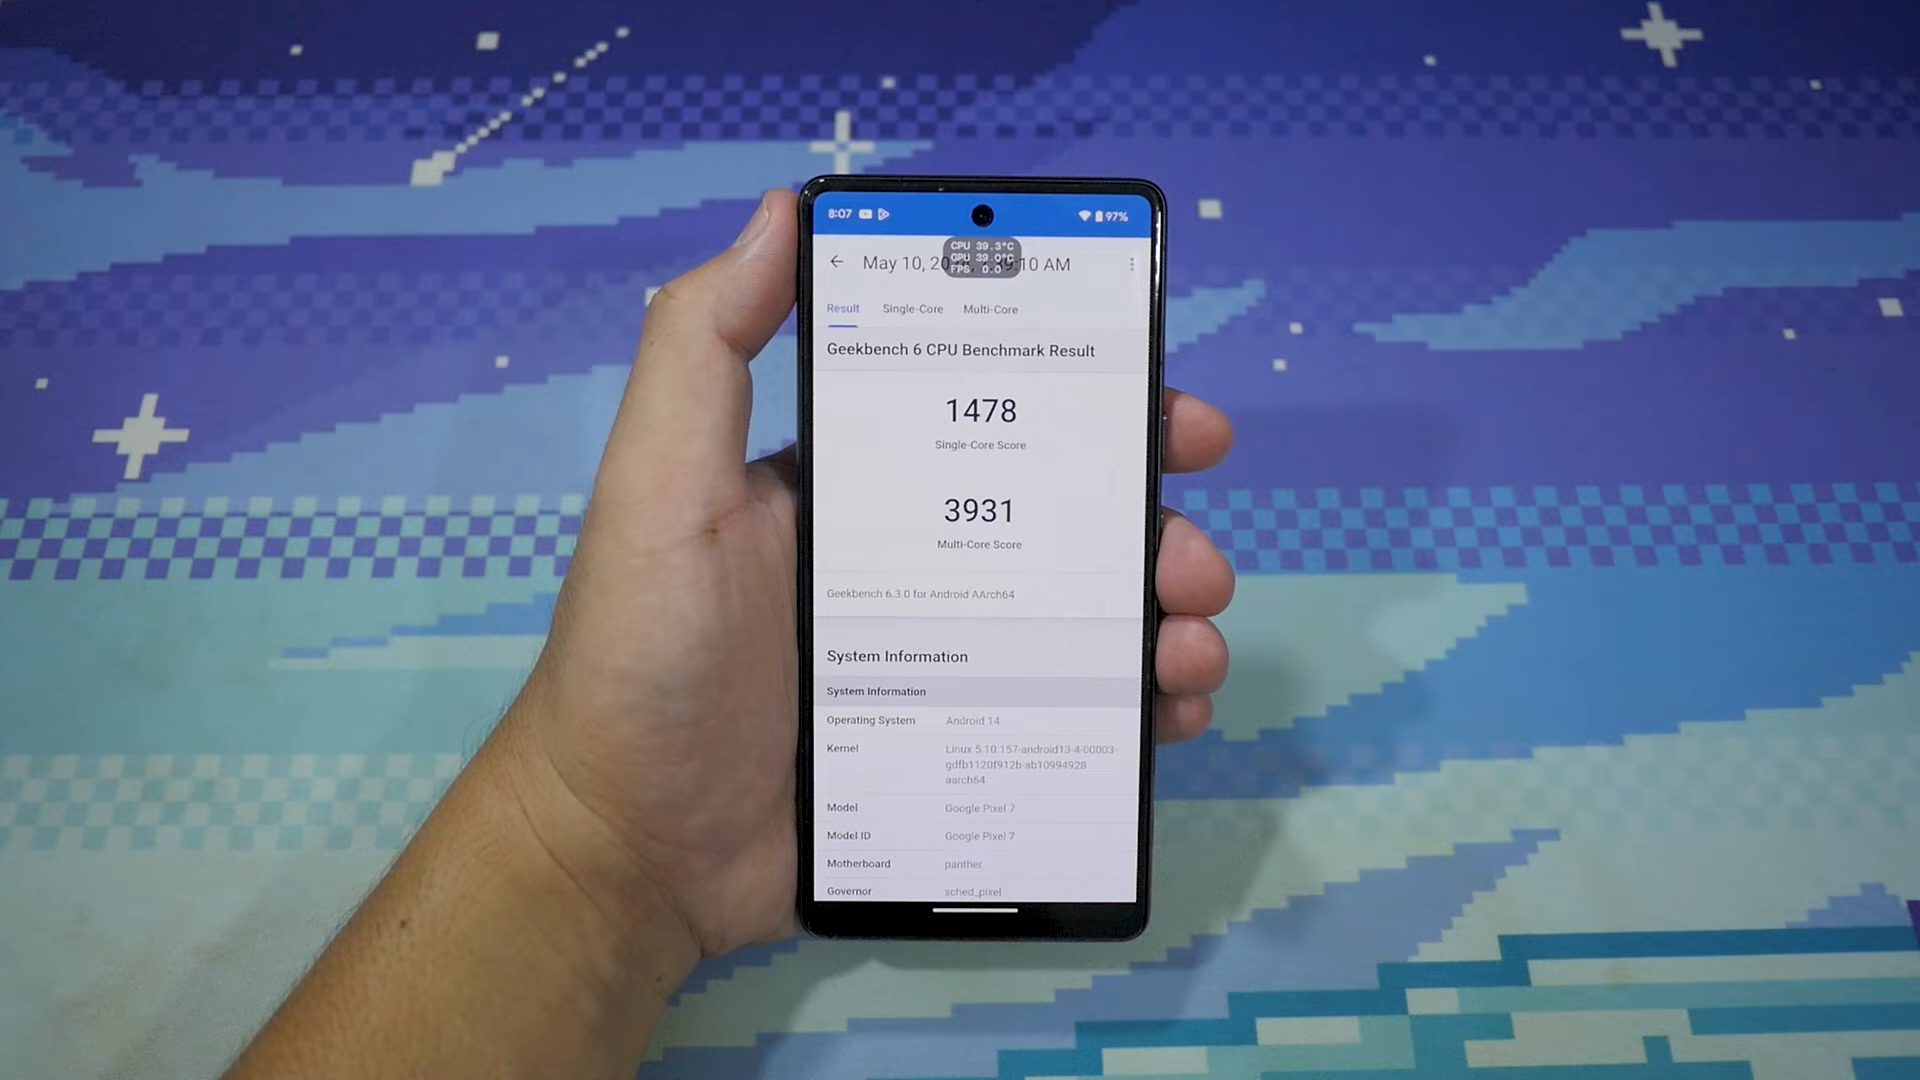 8:07 97%
CPU 39.3°C
GPU 39.0°C
FPS 0.0
May 10, 10 AM
Result Single-Core Multi-Core
Geekbench 6 CPU Benchmark Result
1478
Single-Core Score
3931
Multi-Core Score
Geekbench 6.3.0 for Android AArch64
System Information
System Information
Operating System Android 14
Kernel Linux 5.10.157-android13-4-00003-
gdfb1120f912b-ab10994928
aarch64
Model Google Pixel 7
Model ID Google Pixel 7
Motherboard panther
Governor sched_pixel